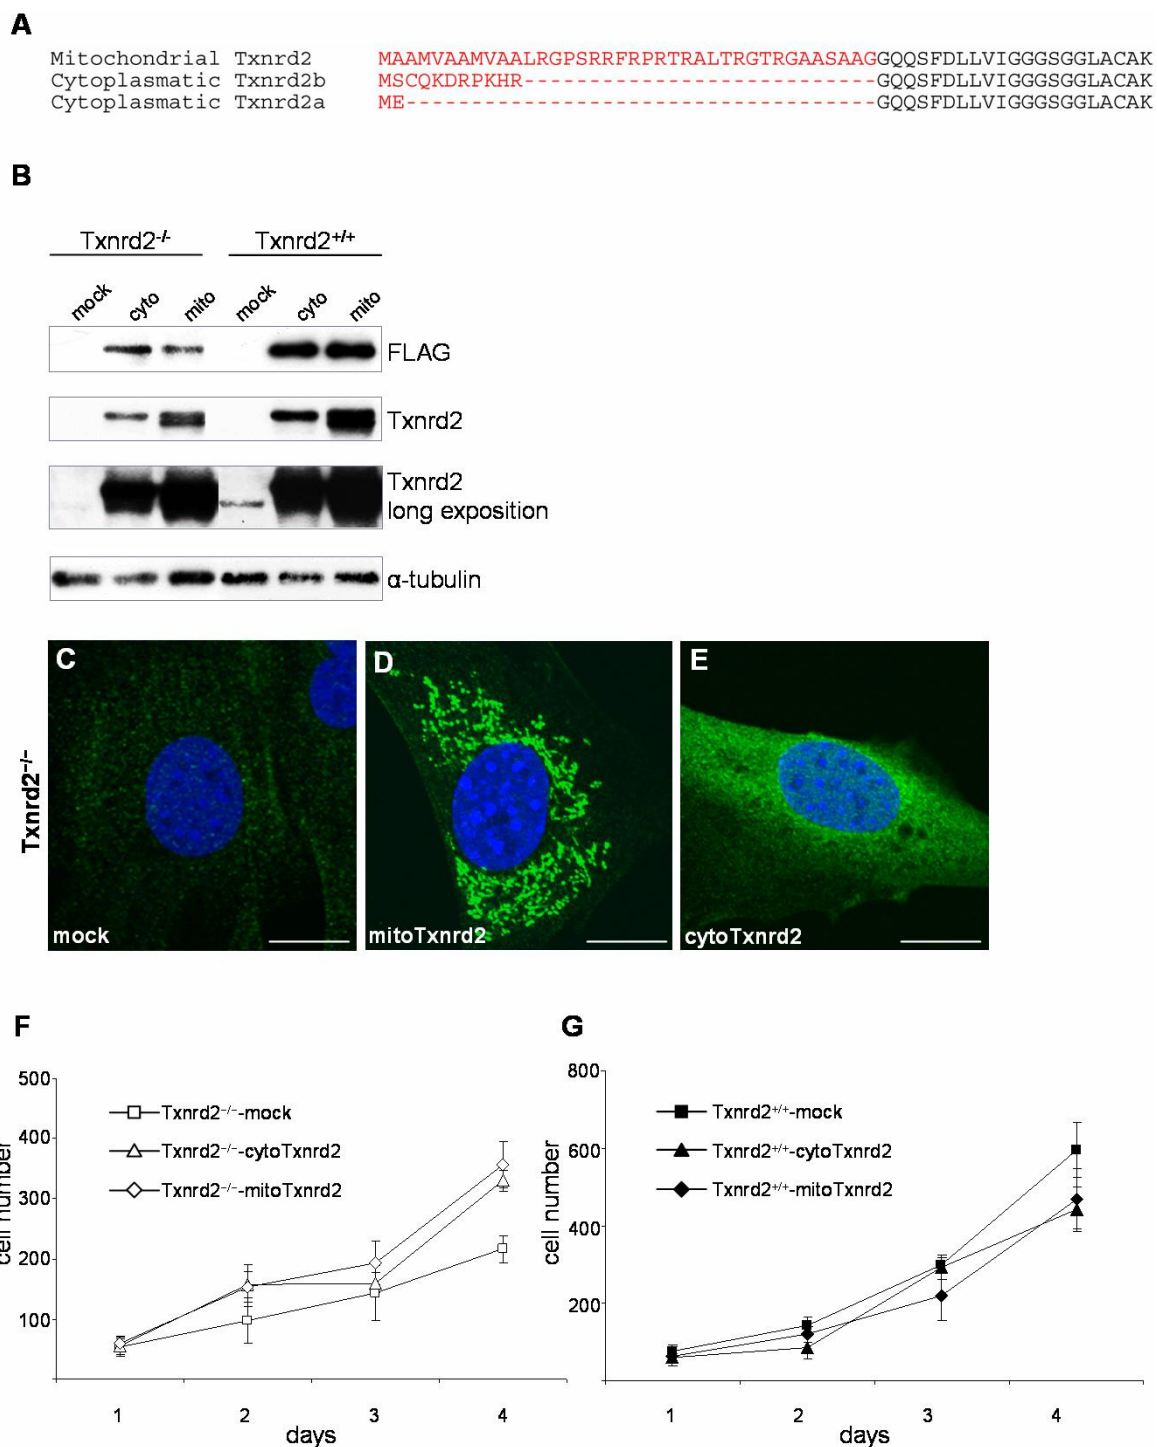 A
Mitochondrial Txnrd2 MAAMVAAMVAALRGPSRRFRPRTRALTRGTRGAASAAGGQQSFDLLVIGGGSGGLACAK
Cytoplasmatic Txnrd2b MSCQKDRPKHR--------------------------–GQQSFDLLVIGGGSGGLACAK
Cytoplasmatic Txnrd2a ME------------------------------------GQQSFDLLVIGGGSGGLACAK
B
Txnrd2-/- Txnrd2+/+
mock cyto mito mock cyto mito
FLAG
Txnrd2
Txnrd2
long exposition
α-tubulin
Txnrd2-/-
C D E
mock mitoTxnrd2 cytoTxnrd2
F
500
400
300
200
100
cell number
Txnrd2-/--mock
Txnrd2-/--cytoTxnrd2
Txnrd2-/--mitoTxnrd2
1 2 3 4
days
G
800
600
400
200
cell number
Txnrd2+/+-mock
Txnrd2+/+-cytoTxnrd2
Txnrd2+/+-mitoTxnrd2
1 2 3 4
days